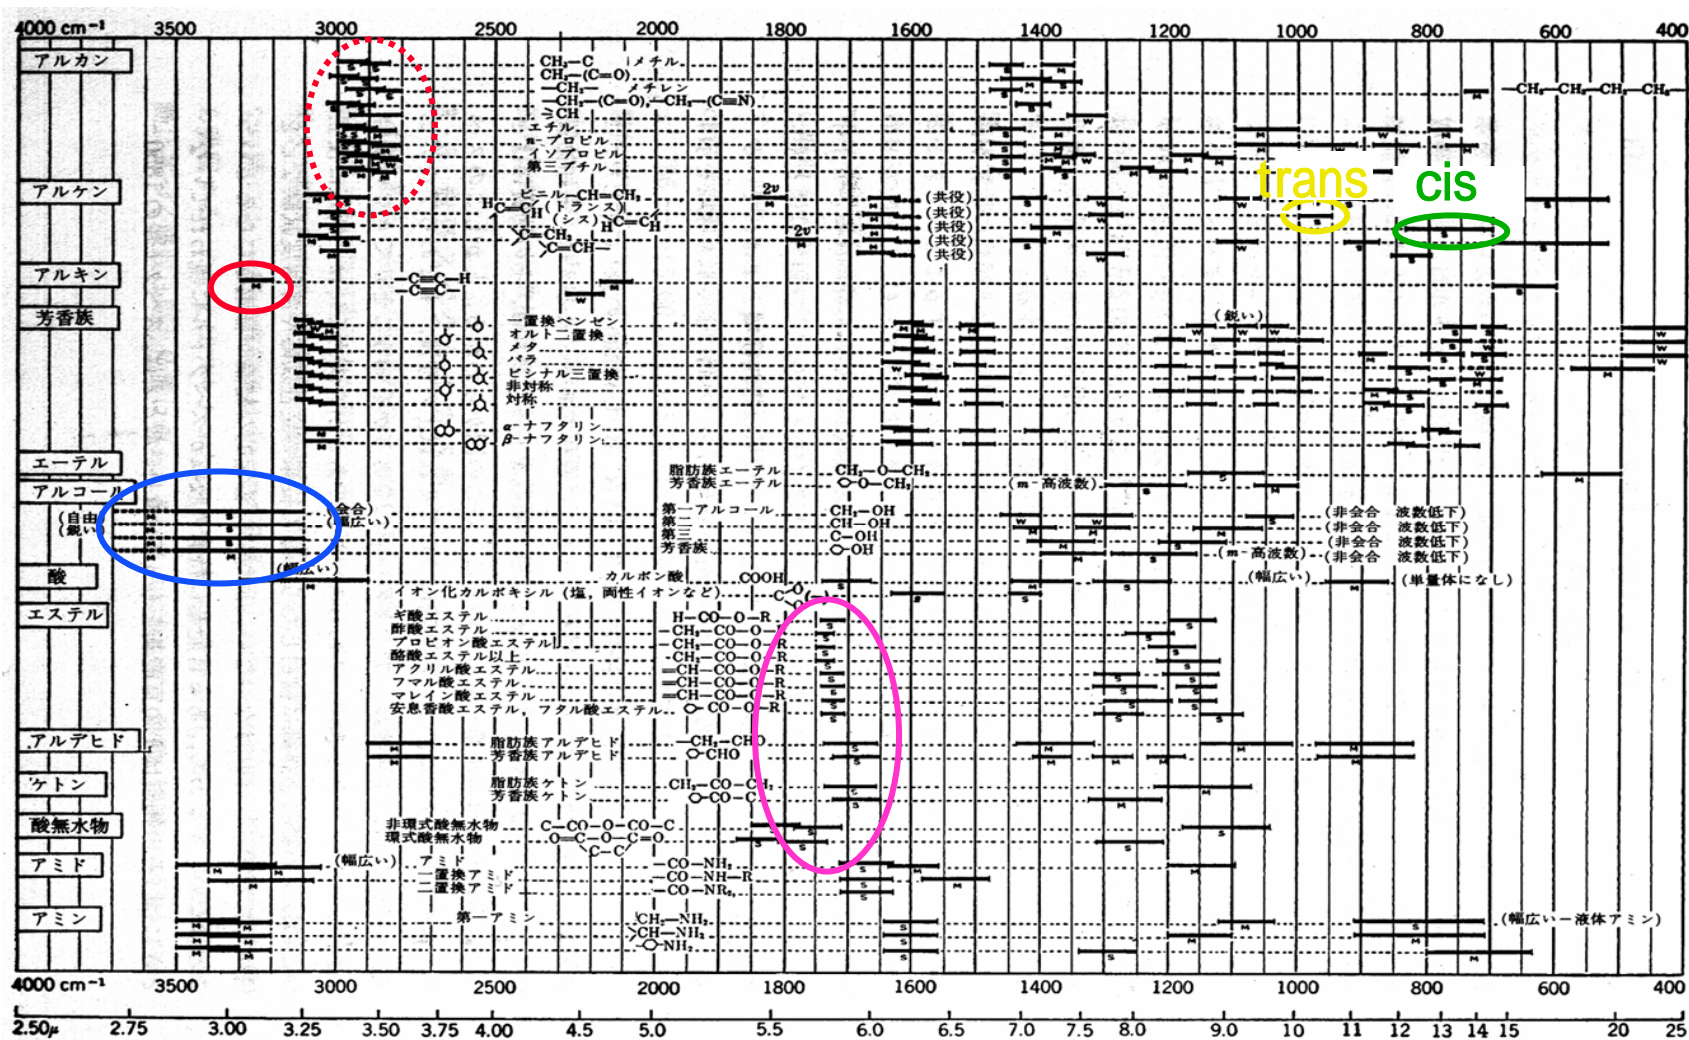 4000 cm⁻¹ 3500 3000 2500 2000 1800 1600 1400 1200 1000 800 600 400
アルカン
CH₃—C メチル
CH₃—(C=O)
—CH₂— メチレン
—CH₂—(C=O), —CH₂—(C≡N)
—CH₂—CH₂—CH₂—CH₂—
CH
エチル
n-プロピル
イソプロピル
第三ブチル
trans cis
アルケン
ビニル—CH=CH₂ 2ν (共役)
(トランス) (共役)
(シス) (共役)
C=CH₂ 2ν (共役)
C=CH— (共役)
アルキン
—C≡C—H
—C≡C—
芳香族
一置換ベンゼン (鋭い)
オルト二置換
メタ
パラ
ビシナル三置換
非対称
対称
α-ナフタリン
β-ナフタリン
エーテル
脂肪族エーテル CH₂—O—CH₂
芳香族エーテル O—CH₂ (m-高波数)
アルコール
(自由) (会合) 第一アルコール CH₂—OH (非会合 波数低下)
(鋭い) (幅広い) 第二 CH—OH (非会合 波数低下)
第三 C—OH (非会合 波数低下)
芳香族 OH (m-高波数) (非会合 波数低下)
酸
(幅広い) カルボン酸 COOH (幅広い) (単量体になし)
イオン化カルボキシル (塩, 両性イオンなど)
エステル
ギ酸エステル H—CO—O—R
酢酸エステル —CH₂—CO—O—R
プロピオン酸エステル —CH₂—CO—O—R
酪酸エステル以上 —CH₂—CO—O—R
アクリル酸エステル =CH—CO—O—R
フマル酸エステル =CH—CO—O—R
マレイン酸エステル =CH—CO—O—R
安息香酸エステル, フタル酸エステル —CO—O—R
アルデヒド
脂肪族アルデヒド —CH₂—CHO
芳香族アルデヒド —CHO
ケトン
脂肪族ケトン CH₂—CO—CH₂
芳香族ケトン —CO—C
酸無水物
非環式酸無水物 C—CO—O—CO—C
環式酸無水物 O=C—O—C=O
C—C
アミド
(幅広い) アミド —CO—NH₂
一置換アミド —CO—NH—R
二置換アミド —CO—NR₂
アミン
第一アミン CH₂—NH₂ (幅広い—液体アミン)
CH—NH₂
—NH₂
4000 cm⁻¹ 3500 3000 2500 2000 1800 1600 1400 1200 1000 800 600 400
2.50μ 2.75 3.00 3.25 3.50 3.75 4.00 4.5 5.0 5.5 6.0 6.5 7.0 7.5 8.0 9.0 10 11 12 13 14 15 20 25